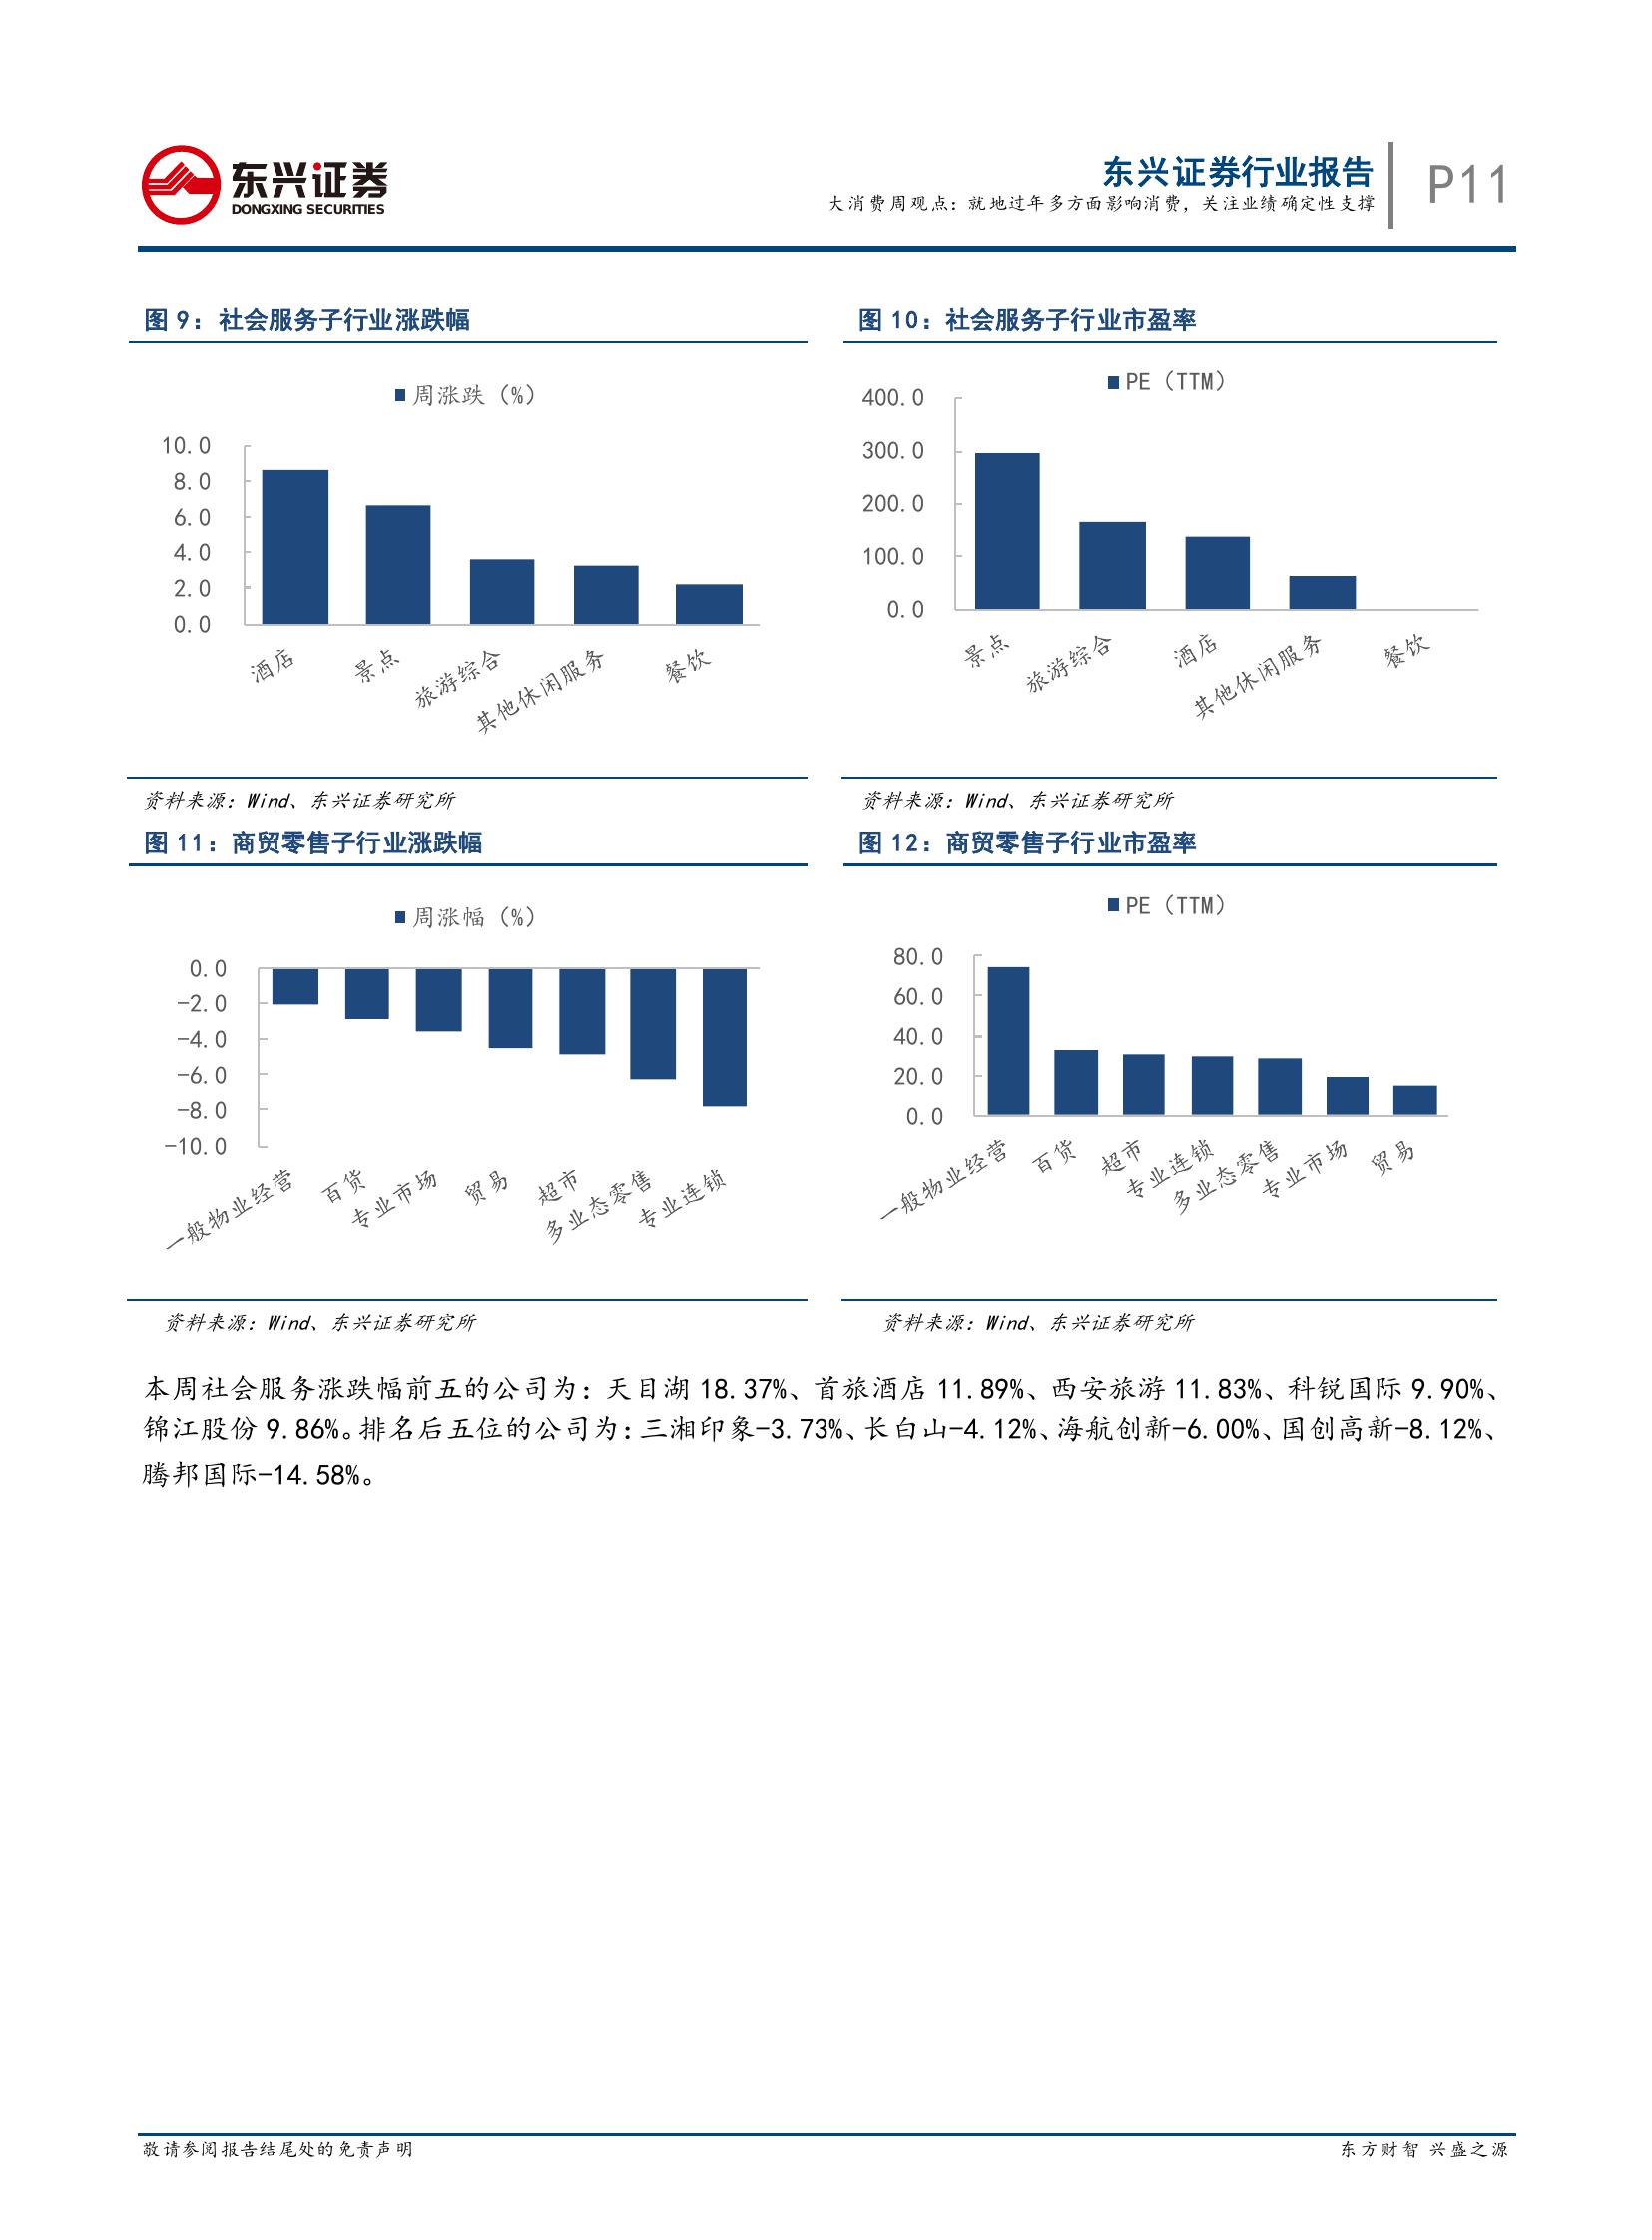 东兴证券
DONGXING SECURITIES
东兴证券行业报告
大消费周观点：就地过年多方面影响消费，关注业绩确定性支撑
P11
图 9：社会服务子行业涨跌幅
周涨跌（%）
10.0
8.0
6.0
4.0
2.0
0.0
酒店
景点
旅游综合
其他休闲服务
餐饮
资料来源：Wind、东兴证券研究所
图 10：社会服务子行业市盈率
PE（TTM）
400.0
300.0
200.0
100.0
0.0
景点
旅游综合
酒店
其他休闲服务
餐饮
资料来源：Wind、东兴证券研究所
图 11：商贸零售子行业涨跌幅
周涨幅（%）
0.0
-2.0
-4.0
-6.0
-8.0
-10.0
一般物业经营
百货
专业市场
贸易
超市
多业态零售
专业连锁
资料来源：Wind、东兴证券研究所
图 12：商贸零售子行业市盈率
PE（TTM）
80.0
60.0
40.0
20.0
0.0
一般物业经营
百货
超市
专业连锁
多业态零售
专业市场
贸易
资料来源：Wind、东兴证券研究所
本周社会服务涨跌幅前五的公司为：天目湖 18.37%、首旅酒店 11.89%、西安旅游 11.83%、科锐国际 9.90%、
锦江股份 9.86%。排名后五位的公司为：三湘印象-3.73%、长白山-4.12%、海航创新-6.00%、国创高新-8.12%、
腾邦国际-14.58%。
敬请参阅报告结尾处的免责声明
东方财智 兴盛之源